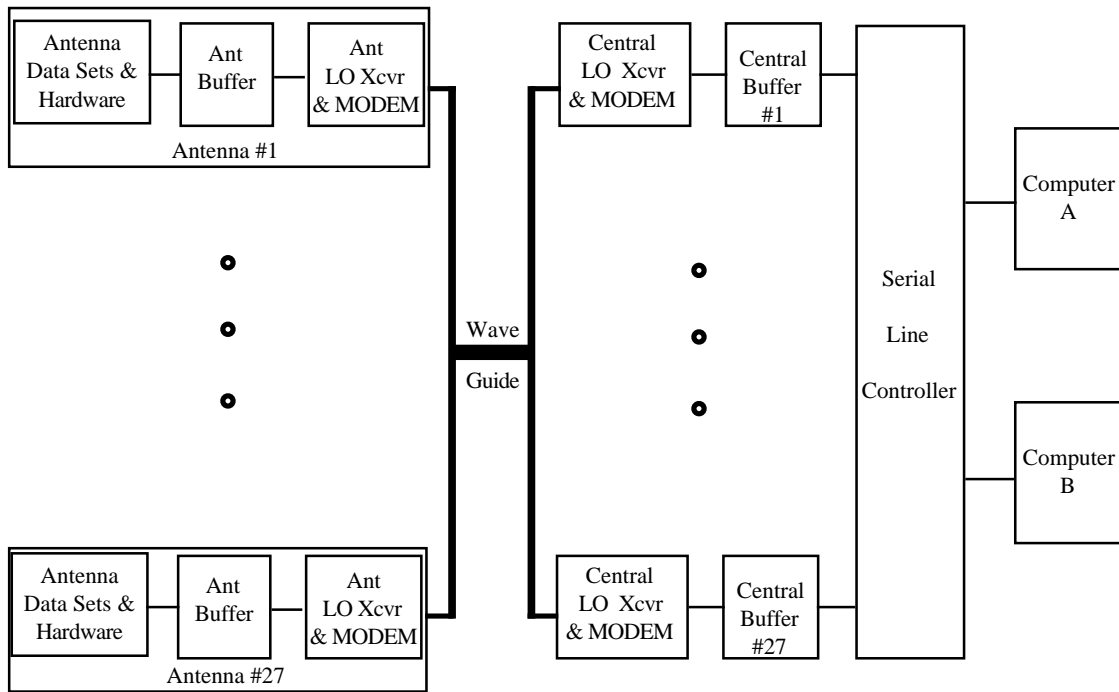 Antenna
Data Sets &
Hardware
Ant
Buffer
Ant
LO Xcvr
& MODEM
Antenna #1
Central
LO Xcvr
& MODEM
Central
Buffer
#1
Computer
A
Wave
Guide
Serial
Line
Controller
Computer
B
Antenna
Data Sets &
Hardware
Ant
Buffer
Ant
LO Xcvr
& MODEM
Antenna #27
Central
LO Xcvr
& MODEM
Central
Buffer
#27